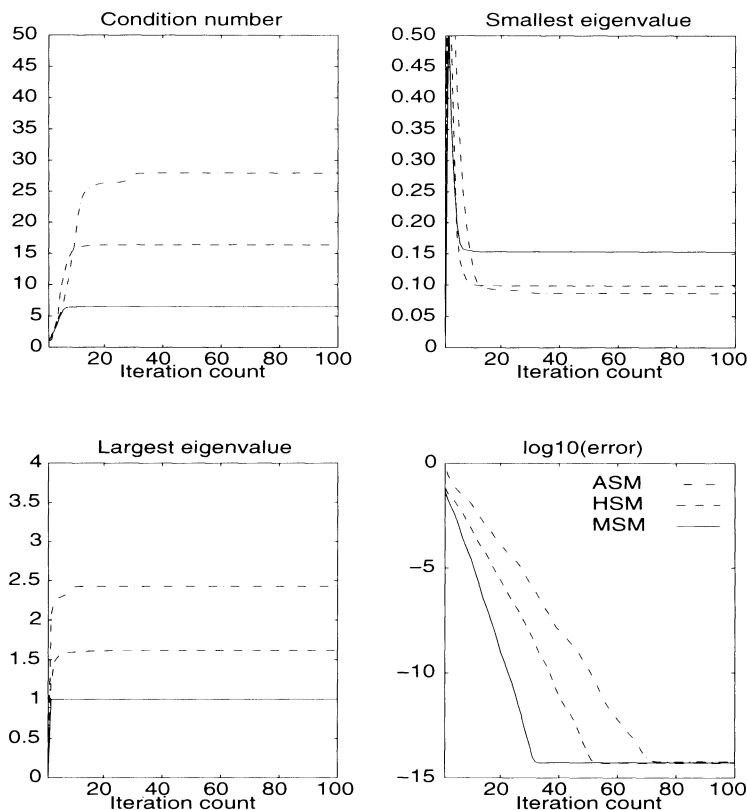 Condition number
50
45
40
35
30
25
20
15
10
5
0
20 40 60 80 100
Iteration count
Smallest eigenvalue
0.50
0.45
0.40
0.35
0.30
0.25
0.20
0.15
0.10
0.05
0
20 40 60 80 100
Iteration count
Largest eigenvalue
4
3.5
3
2.5
2
1.5
1
0.5
0
20 40 60 80 100
Iteration count
log10(error)
0
ASM
HSM
MSM
−5
−10
−15
20 40 60 80 100
Iteration count